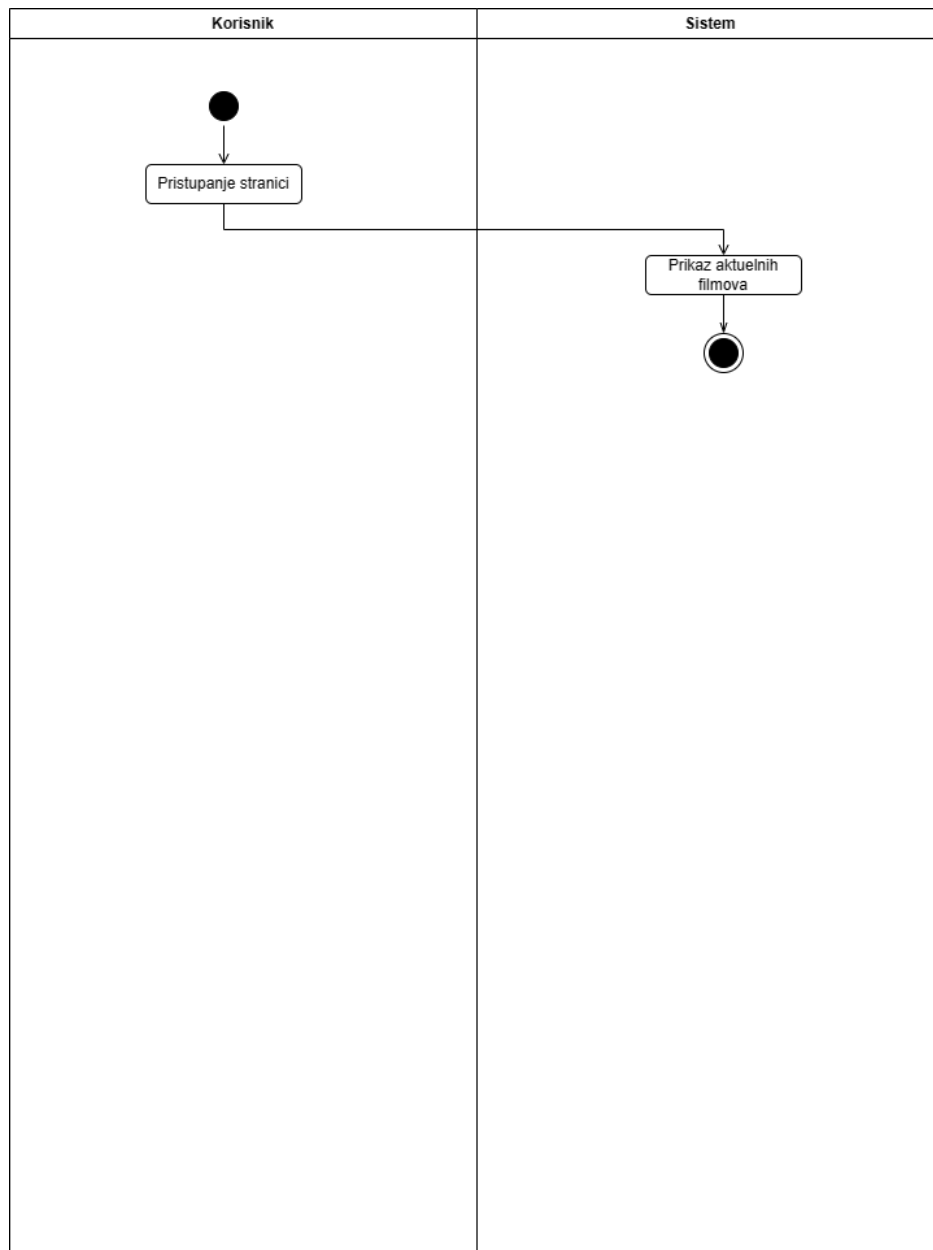 Korisnik
Sistem
Pristupanje stranici
Prikaz aktuelnih
filmova